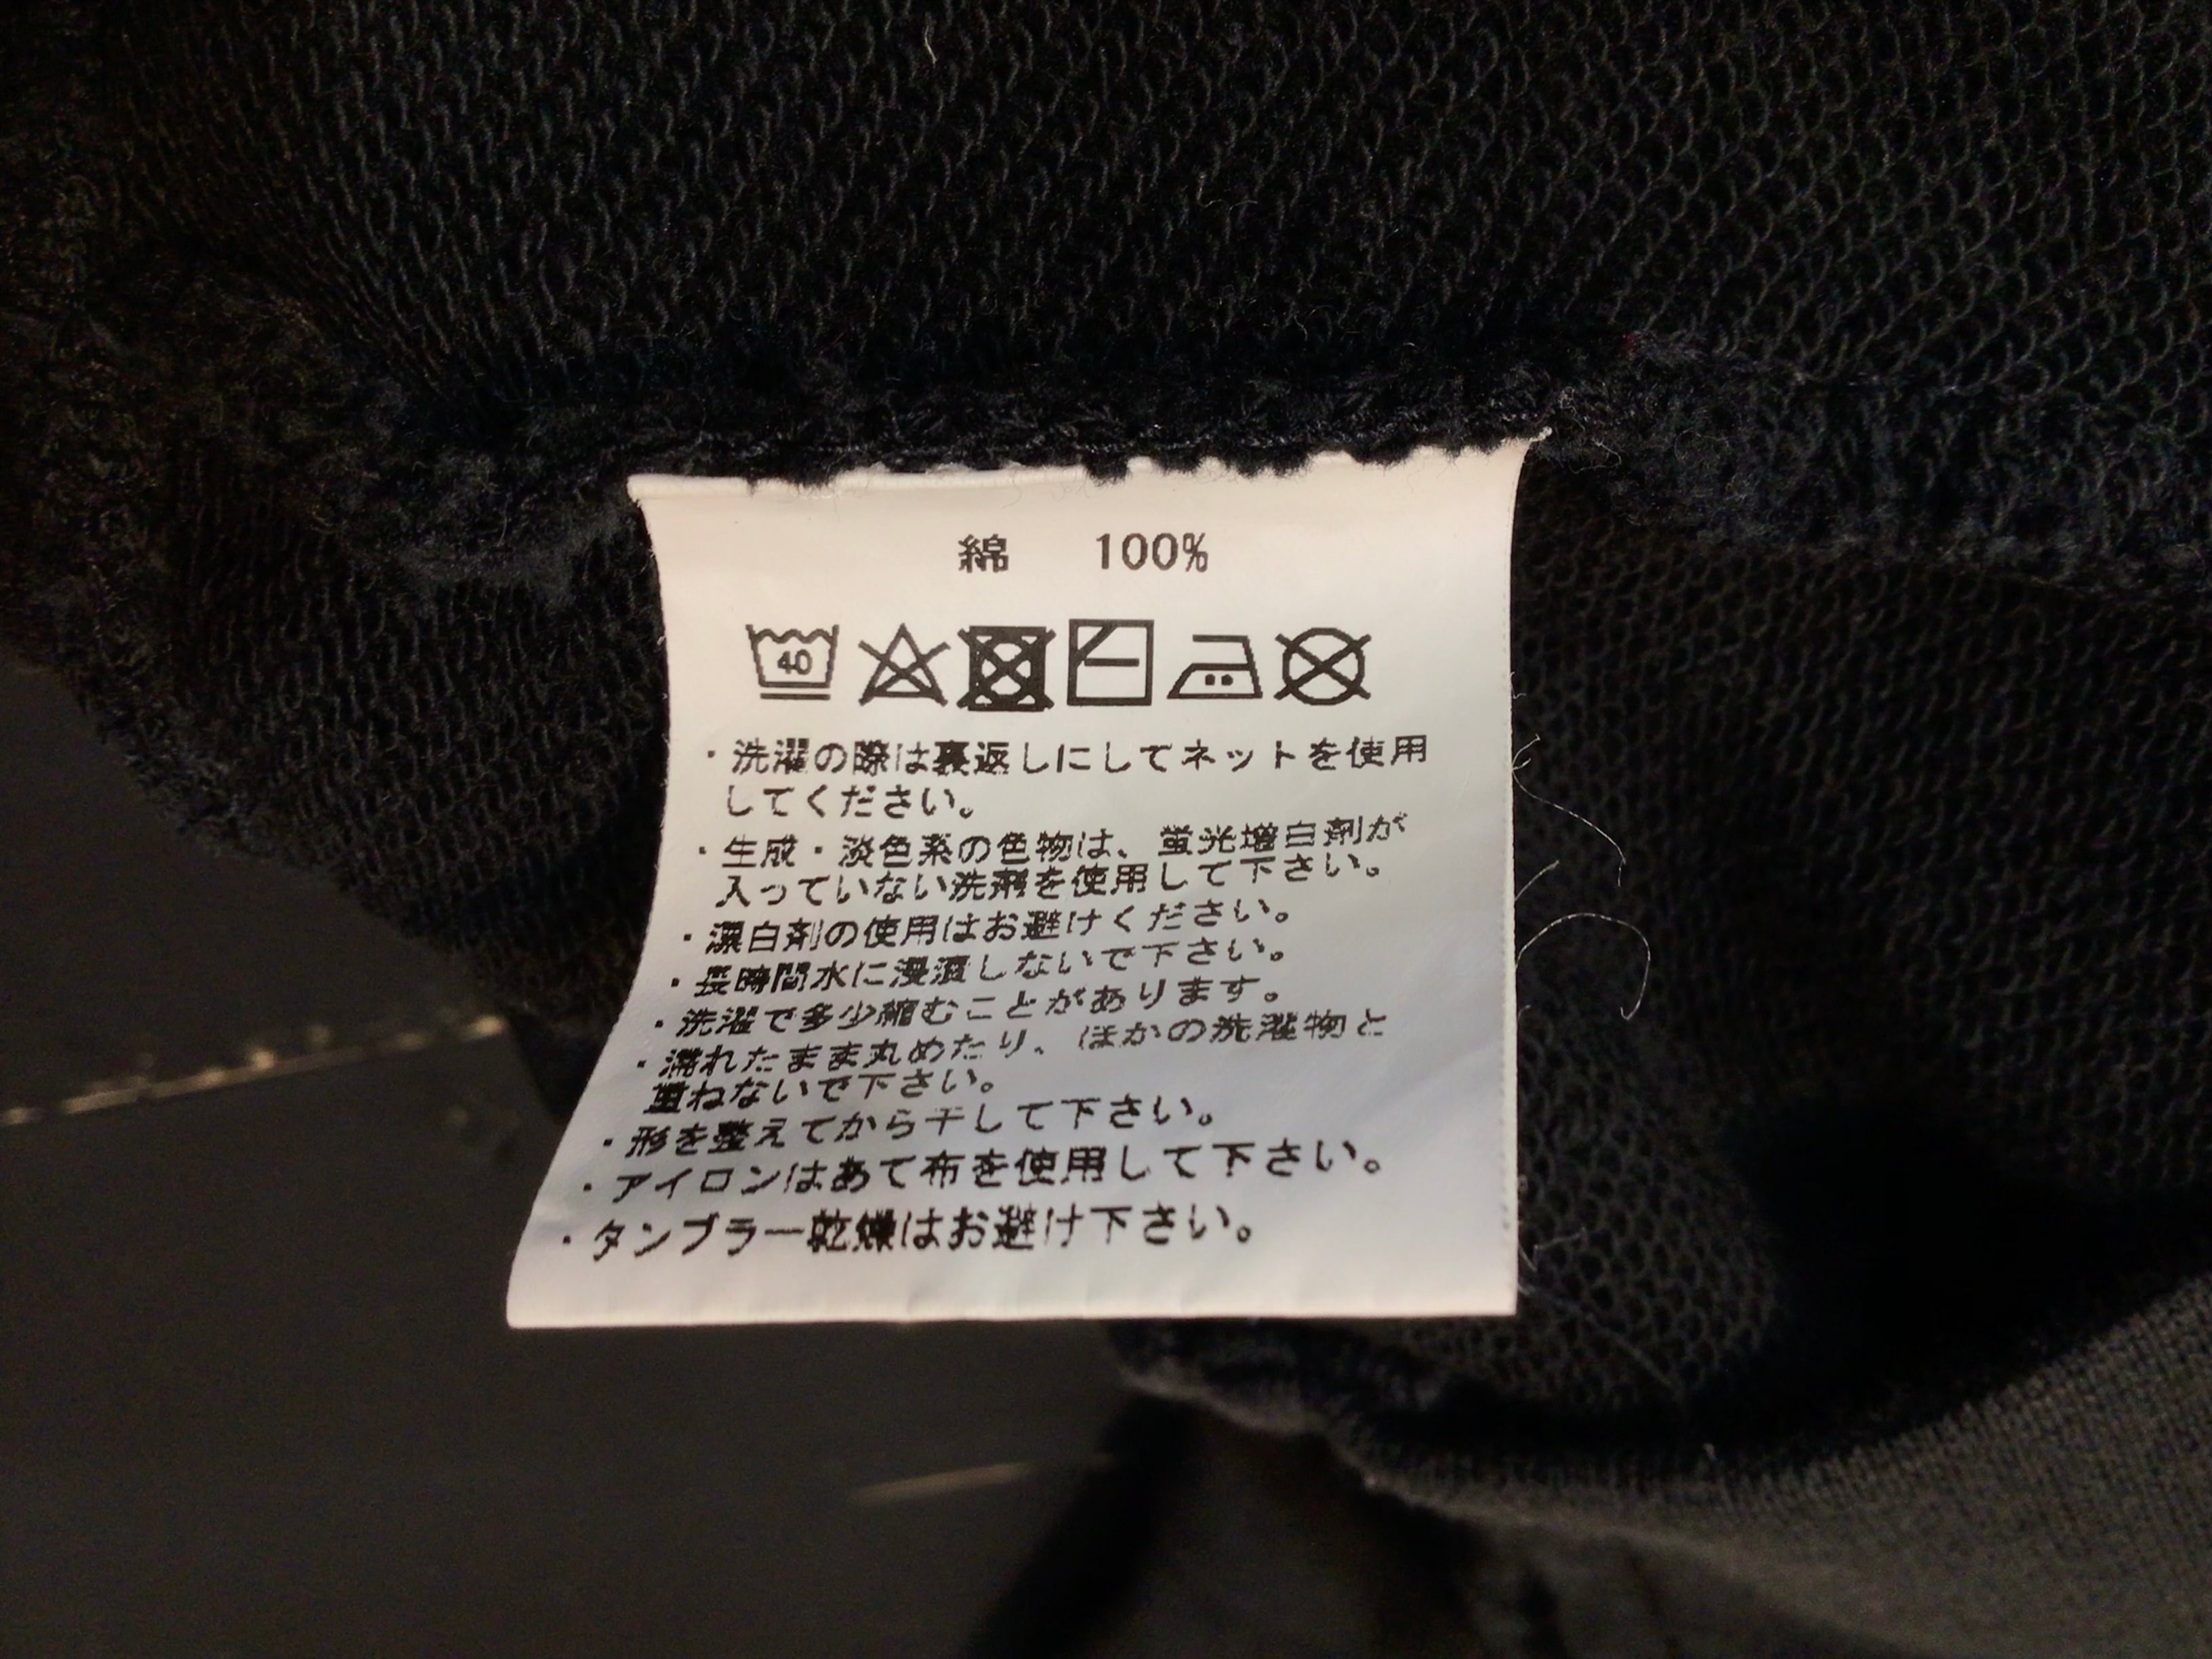 綿 100%
40
・洗濯の際は裏返しにしてネットを使用
してください。
・生成・淡色系の色物は、蛍光増白剤が
入っていない洗剤を使用して下さい。
・漂白剤の使用はお避けください。
・長時間水に浸漬しないで下さい。
・洗濯で多少縮むことがあります。
・濡れたまま丸めたり、ほかの洗濯物と
重ねないで下さい。
・形を整えてから干して下さい。
・アイロンはあて布を使用して下さい。
・タンブラー乾燥はお避け下さい。